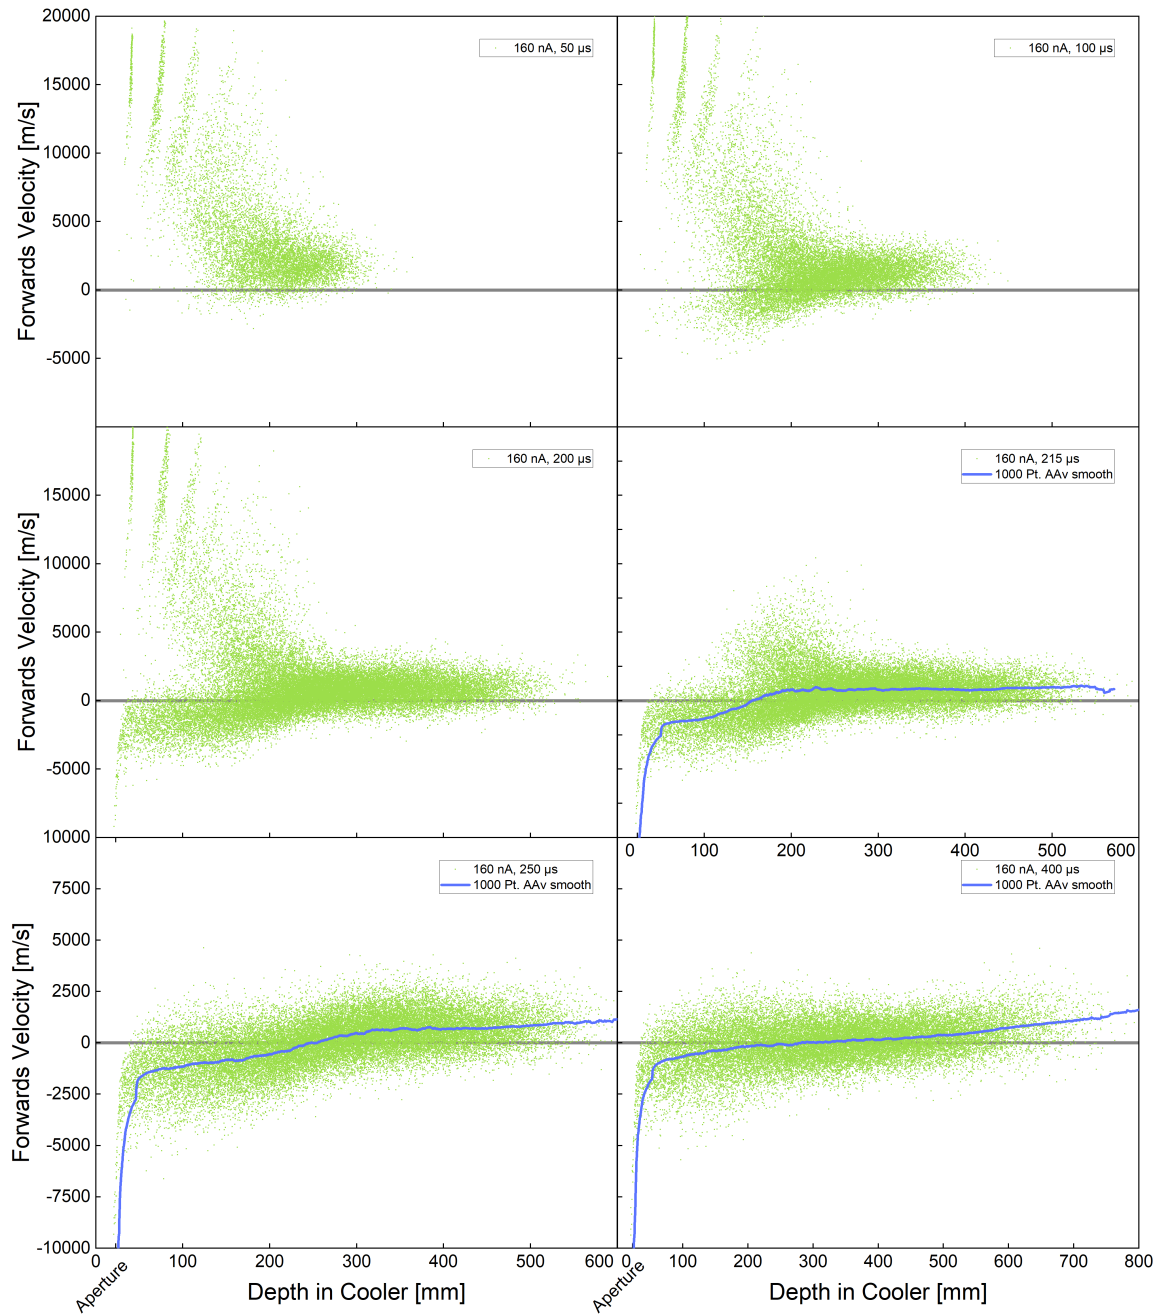 20000
15000
10000
5000
0
-5000
Forwards Velocity [m/s]
160 nA, 50 µs
160 nA, 100 µs
15000
10000
5000
0
-5000
10000
Forwards Velocity [m/s]
160 nA, 200 µs
160 nA, 215 µs
1000 Pt. AAv smooth
0 100 200 300 400 500 600
7500
5000
2500
0
-2500
-5000
-7500
-10000
Forwards Velocity [m/s]
160 nA, 250 µs
1000 Pt. AAv smooth
160 nA, 400 µs
1000 Pt. AAv smooth
0 100 200 300 400 500 600
100 200 300 400 500 600 700 800
Aperture
Depth in Cooler [mm]
Aperture
Depth in Cooler [mm]